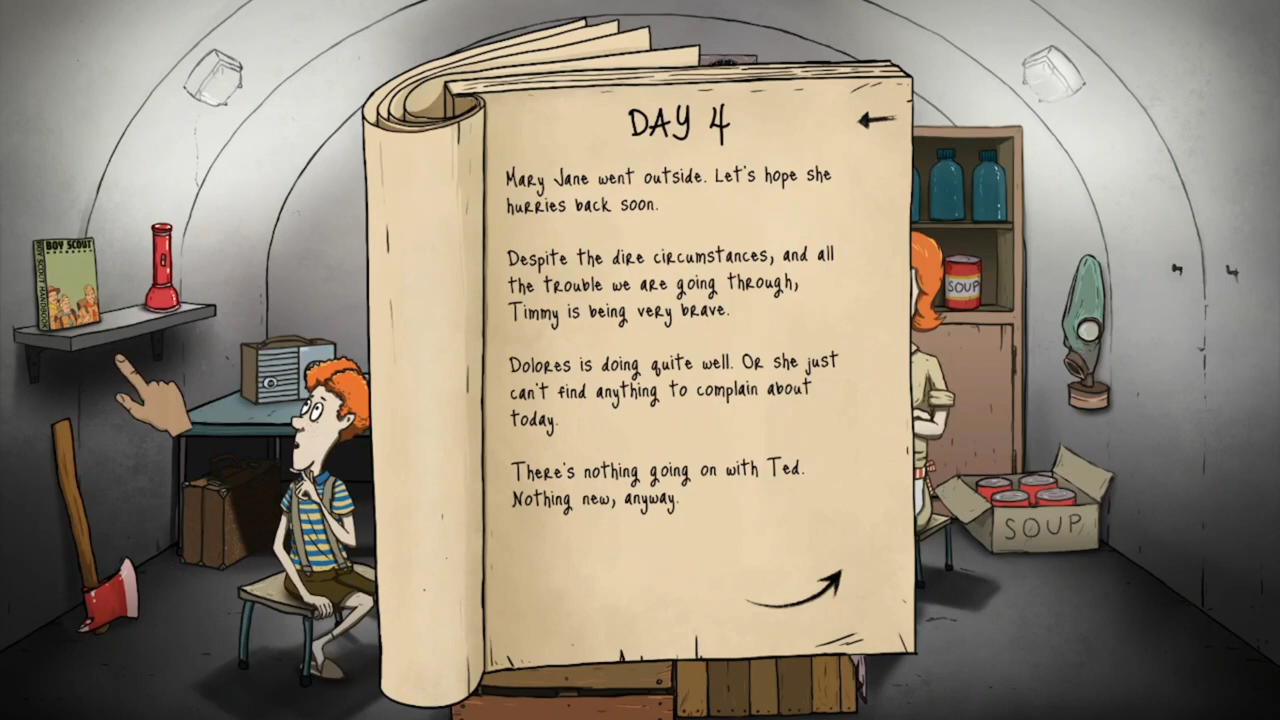 DAY 4
Mary Jane went outside. Let's hope she
hurries back soon.
Despite the dire circumstances, and all
the trouble we are going through,
Timmy is being very brave.
Dolores is doing quite well. Or she just
can't find anything to complain about
today.
There's nothing going on with Ted.
Nothing new, anyway.
BOY SCOUT
BOY SCOUT HANDBOOK
SOUP
SOUP